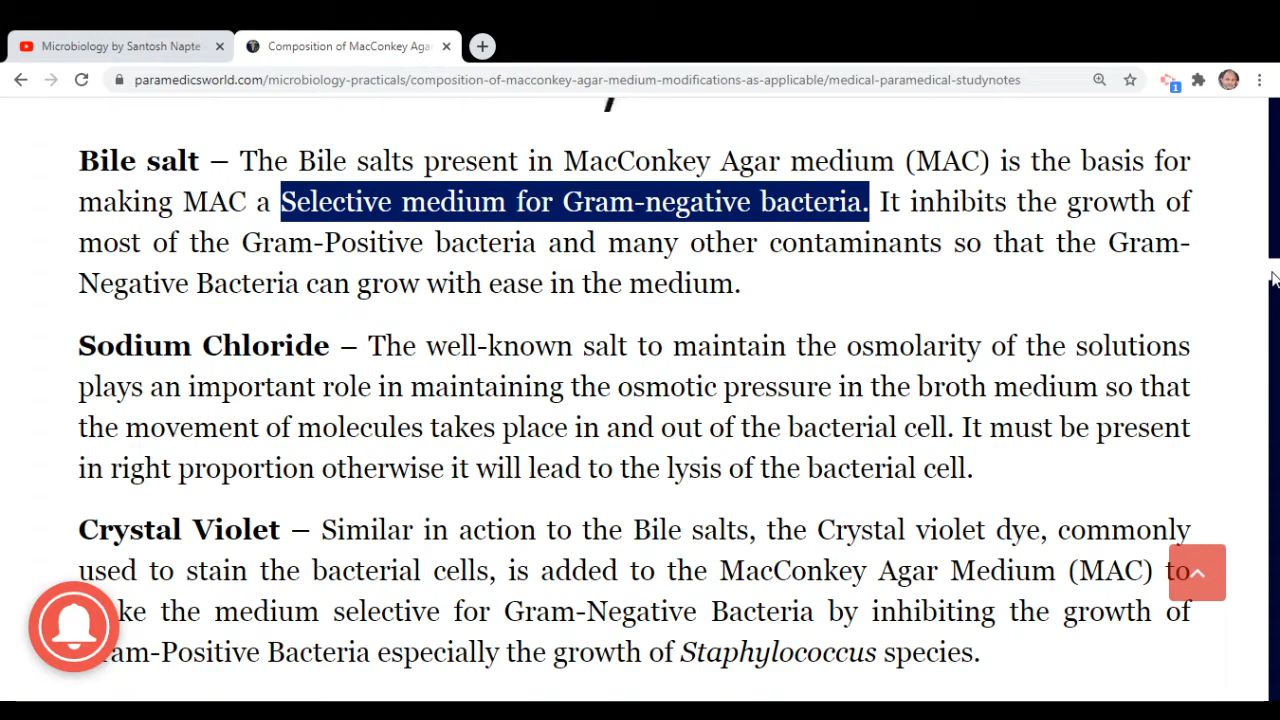 Microbiology by Santosh Napte
Composition of MacConkey Aga
paramedicsworld.com/microbiology-practicals/composition-of-macconkey-agar-medium-modifications-as-applicable/medical-paramedical-studynotes
1
Bile salt – The Bile salts present in MacConkey Agar medium (MAC) is the basis for
making MAC a Selective medium for Gram-negative bacteria. It inhibits the growth of
most of the Gram-Positive bacteria and many other contaminants so that the Gram-
Negative Bacteria can grow with ease in the medium.
Sodium Chloride – The well-known salt to maintain the osmolarity of the solutions
plays an important role in maintaining the osmotic pressure in the broth medium so that
the movement of molecules takes place in and out of the bacterial cell. It must be present
in right proportion otherwise it will lead to the lysis of the bacterial cell.
Crystal Violet – Similar in action to the Bile salts, the Crystal violet dye, commonly
used to stain the bacterial cells, is added to the MacConkey Agar Medium (MAC) to
ke the medium selective for Gram-Negative Bacteria by inhibiting the growth of
am-Positive Bacteria especially the growth of Staphylococcus species.